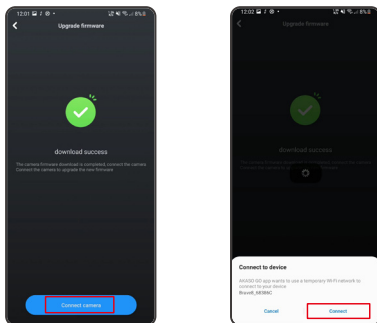 12:01
8%
Upgrade firmware
download success
The camera firmware download is completed, connect the camera
Connect the camera to upgrade the new firmware
Connect camera
12:02
8%
Upgrade firmware
download success
Connect to device
AKASO GO app wants to use a temporary Wi-Fi network to
connect to your device
Cancel
Connect